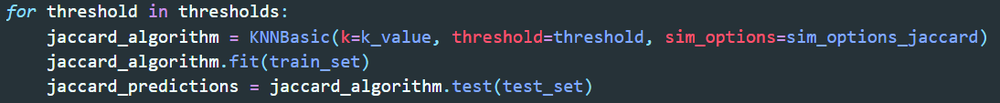 for threshold in thresholds:
    jaccard_algorithm = KNNBasic(k=k_value, threshold=threshold, sim_options=sim_options_jaccard)
    jaccard_algorithm.fit(train_set)
    jaccard_predictions = jaccard_algorithm.test(test_set)